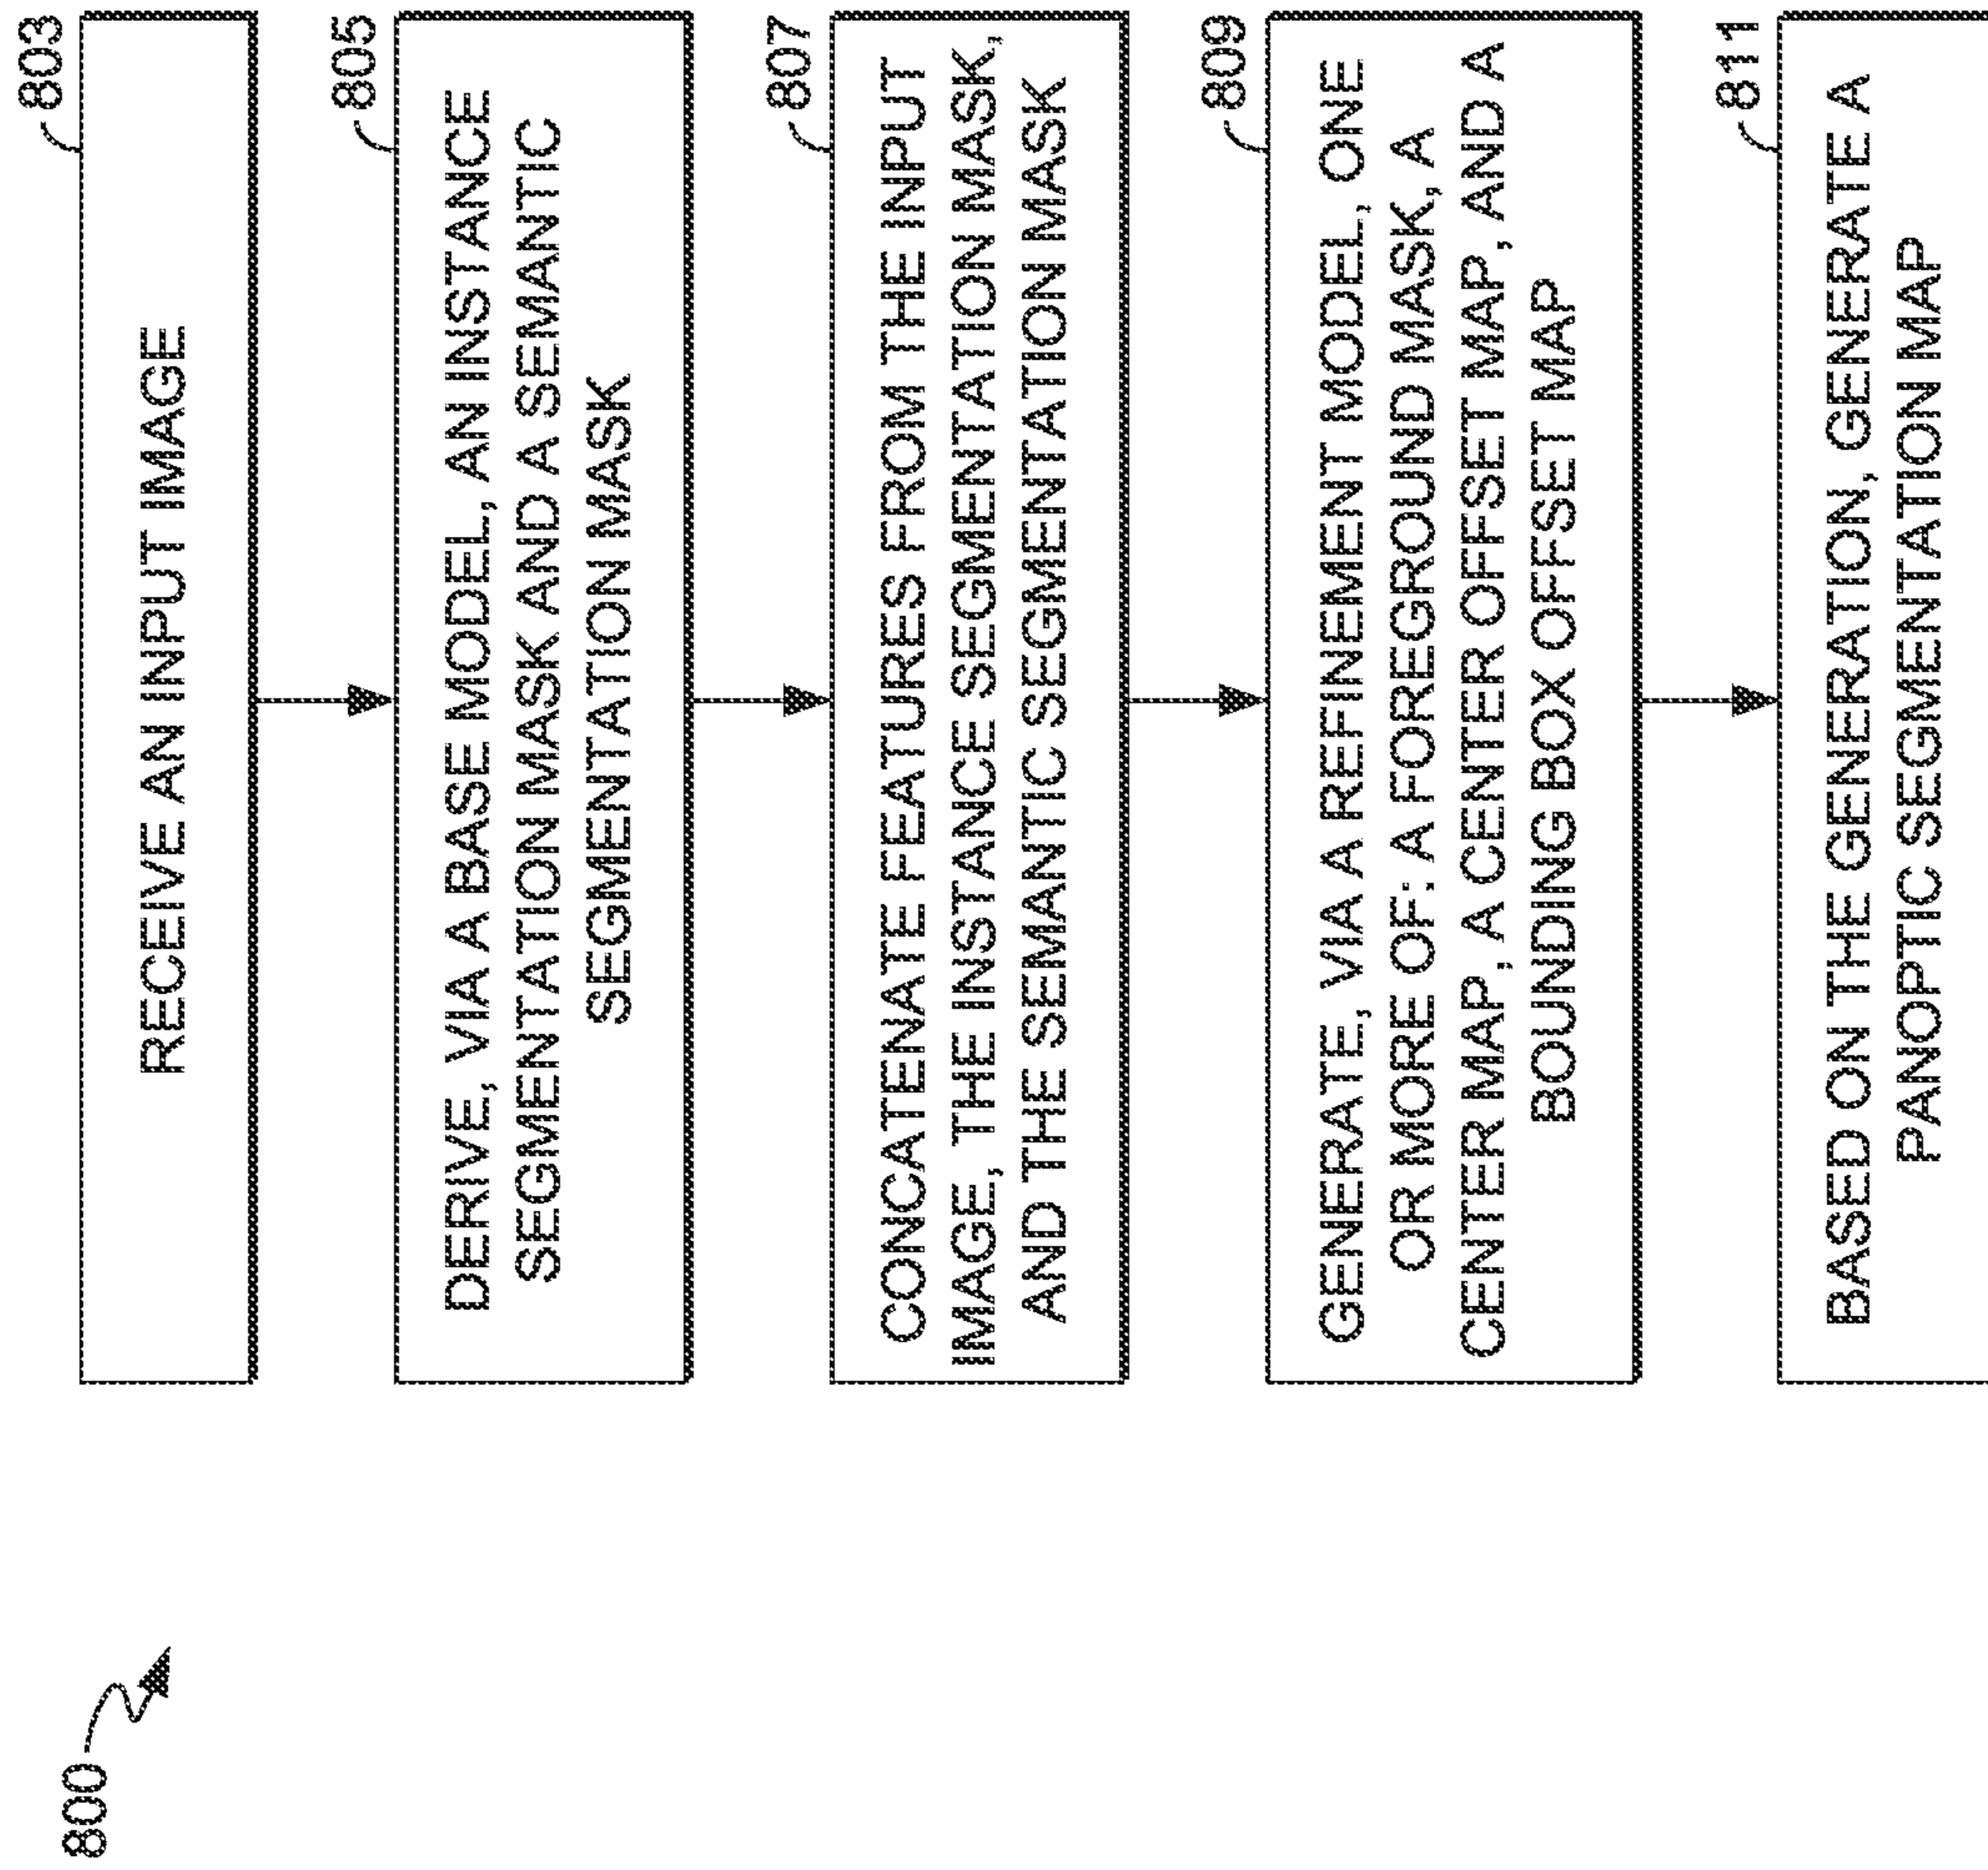 800
803
RECEIVE AN INPUT IMAGE
805
DERIVE, VIA A BASE MODEL, AN INSTANCE
SEGMENTATION MASK AND A SEMANTIC
SEGMENTATION MASK
807
CONCATENATE FEATURES FROM THE INPUT
IMAGE, THE INSTANCE SEGMENTATION MASK,
AND THE SEMANTIC SEGMENTATION MASK
809
GENERATE, VIA A REFINEMENT MODEL, ONE
OR MORE OF: A FOREGROUND MASK, A
CENTER MAP, A CENTER OFFSET MAP, AND A
BOUNDING BOX OFFSET MAP
811
BASED ON THE GENERATION, GENERATE A
PANOPTIC SEGMENTATION MAP